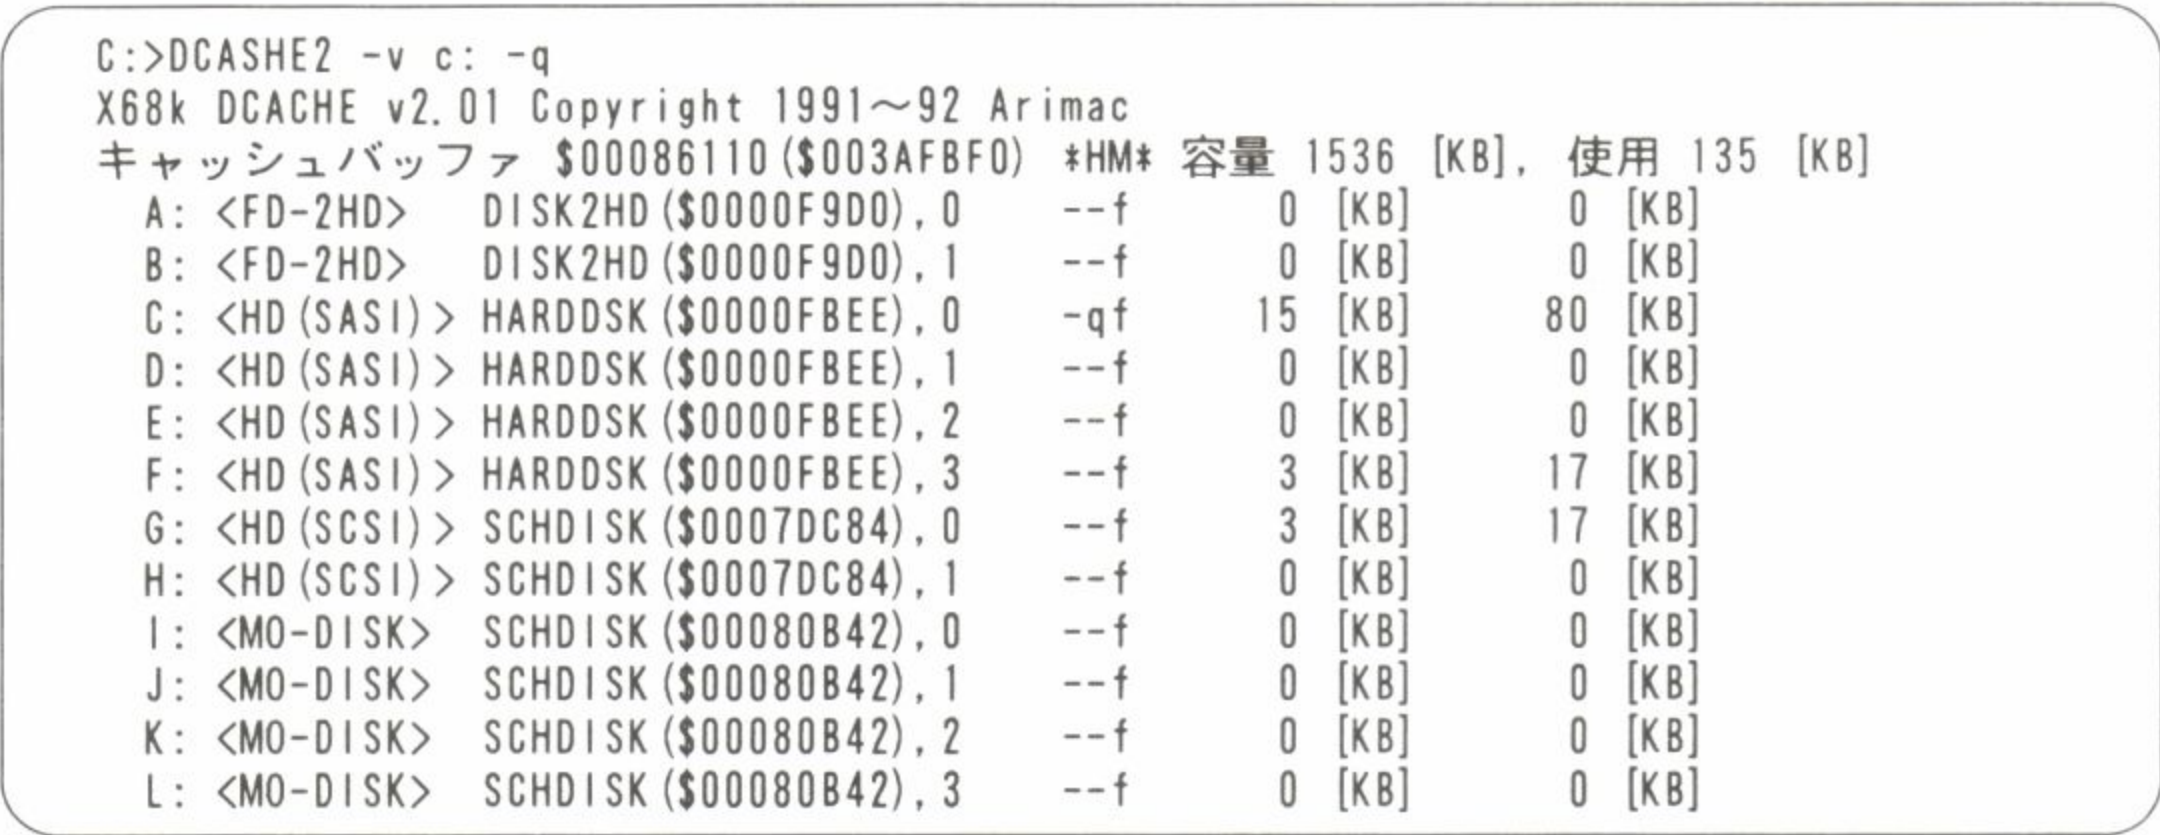 C:>DCASHE2 -v c: -q
X68k DCACHE v2.01 Copyright 1991～92 Arimac
キャッシュバッファ $00086110($003AFBF0) *HM* 容量 1536 [KB], 使用 135 [KB]
A: <FD-2HD> DISK2HD($0000F9D0),0 --f 0 [KB] 0 [KB]
B: <FD-2HD> DISK2HD($0000F9D0),1 --f 0 [KB] 0 [KB]
C: <HD(SASI)> HARDDSK($0000FBEE),0 -qf 15 [KB] 80 [KB]
D: <HD(SASI)> HARDDSK($0000FBEE),1 --f 0 [KB] 0 [KB]
E: <HD(SASI)> HARDDSK($0000FBEE),2 --f 0 [KB] 0 [KB]
F: <HD(SASI)> HARDDSK($0000FBEE),3 --f 3 [KB] 17 [KB]
G: <HD(SCSI)> SCHDISK($0007DC84),0 --f 3 [KB] 17 [KB]
H: <HD(SCSI)> SCHDISK($0007DC84),1 --f 0 [KB] 0 [KB]
I: <MO-DISK> SCHDISK($00080B42),0 --f 0 [KB] 0 [KB]
J: <MO-DISK> SCHDISK($00080B42),1 --f 0 [KB] 0 [KB]
K: <MO-DISK> SCHDISK($00080B42),2 --f 0 [KB] 0 [KB]
L: <MO-DISK> SCHDISK($00080B42),3 --f 0 [KB] 0 [KB]